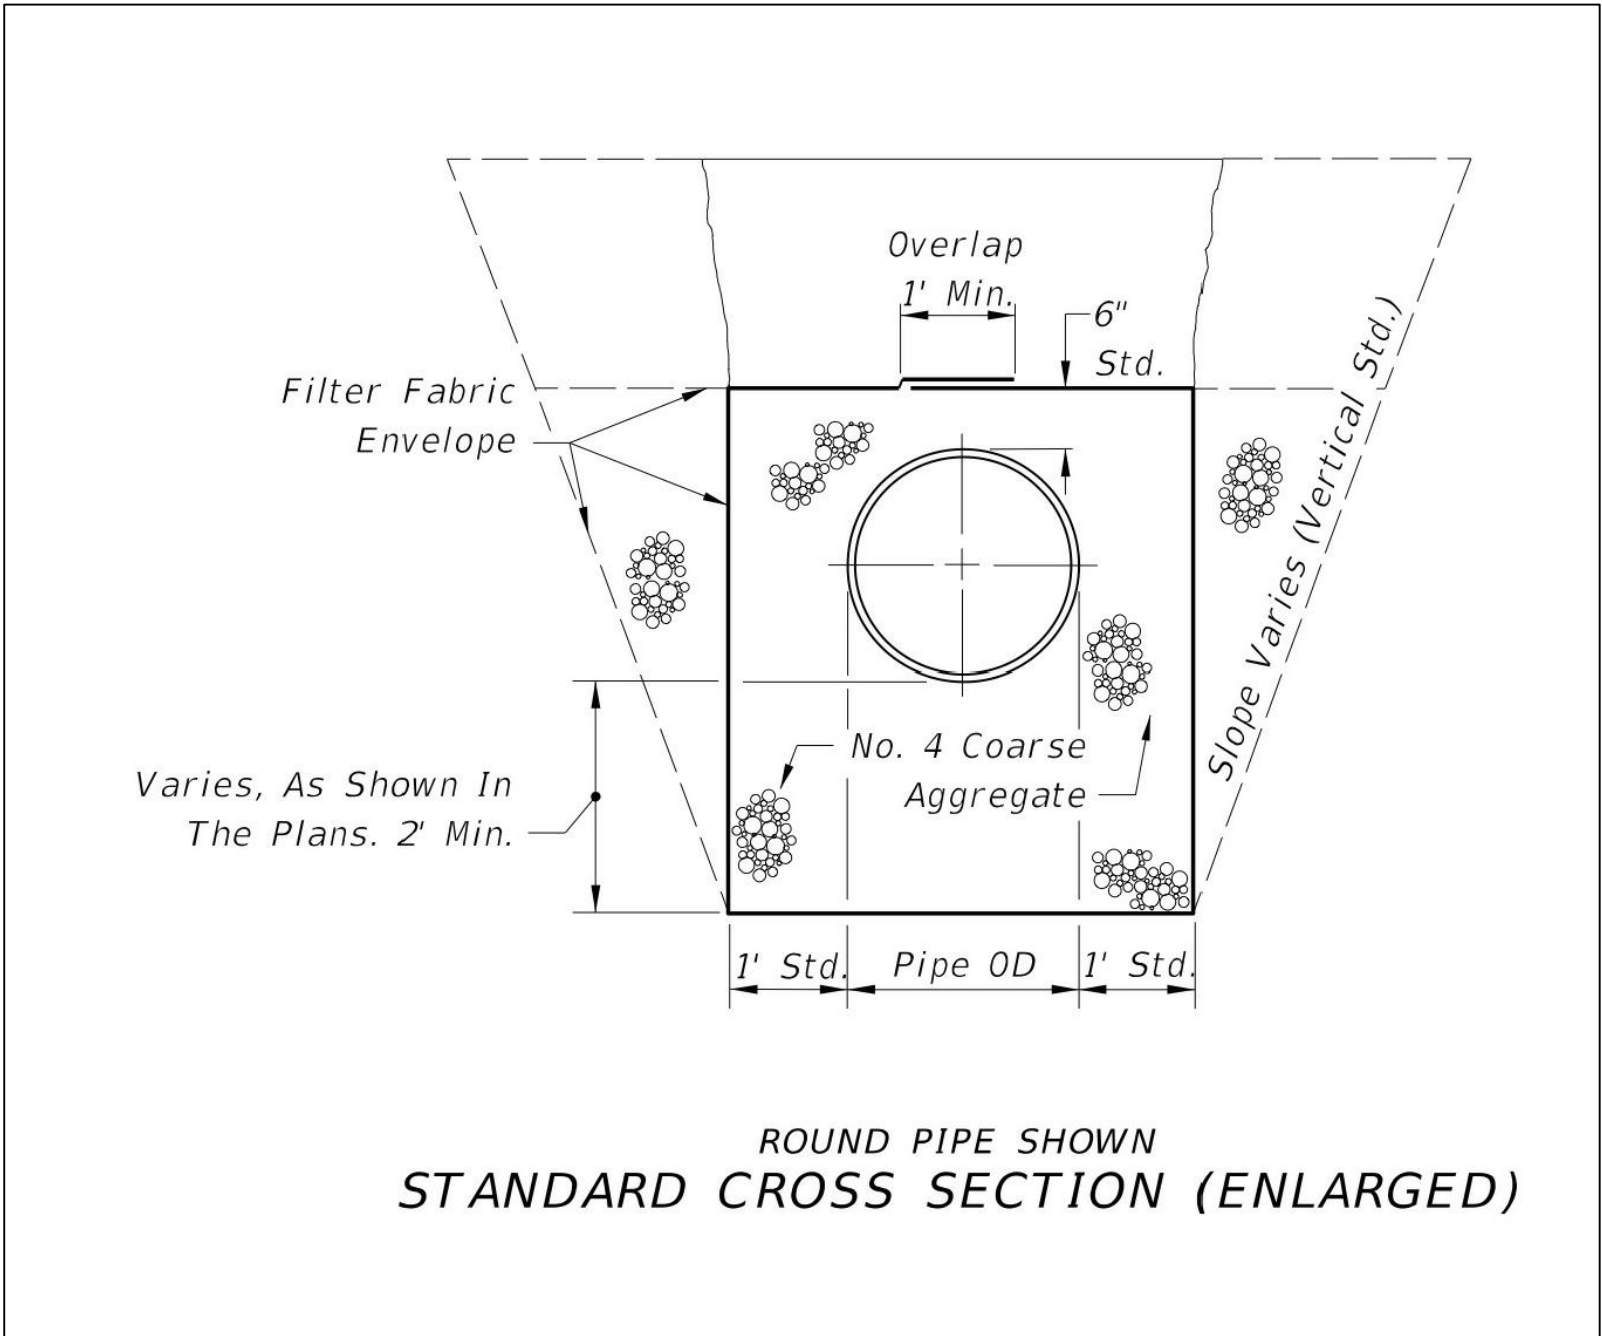 Overlap
1' Min.
6"
Std.
Filter Fabric
Envelope
Slope Varies (Vertical Std.)
No. 4 Coarse
Aggregate
Varies, As Shown In
The Plans. 2' Min.
1' Std.
Pipe OD
1' Std.
ROUND PIPE SHOWN
STANDARD CROSS SECTION (ENLARGED)